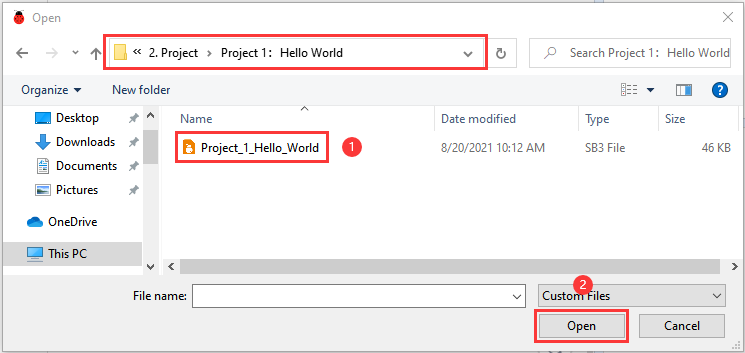 Open
« 2. Project > Project 1: Hello World
Search Project 1: Hello World
Organize New folder
Name Date modified Type Size
Desktop
Downloads
Documents
Pictures
OneDrive
This PC
Project_1_Hello_World 1 8/20/2021 10:12 AM SB3 File 46 KB
2
File name: Custom Files
Open Cancel